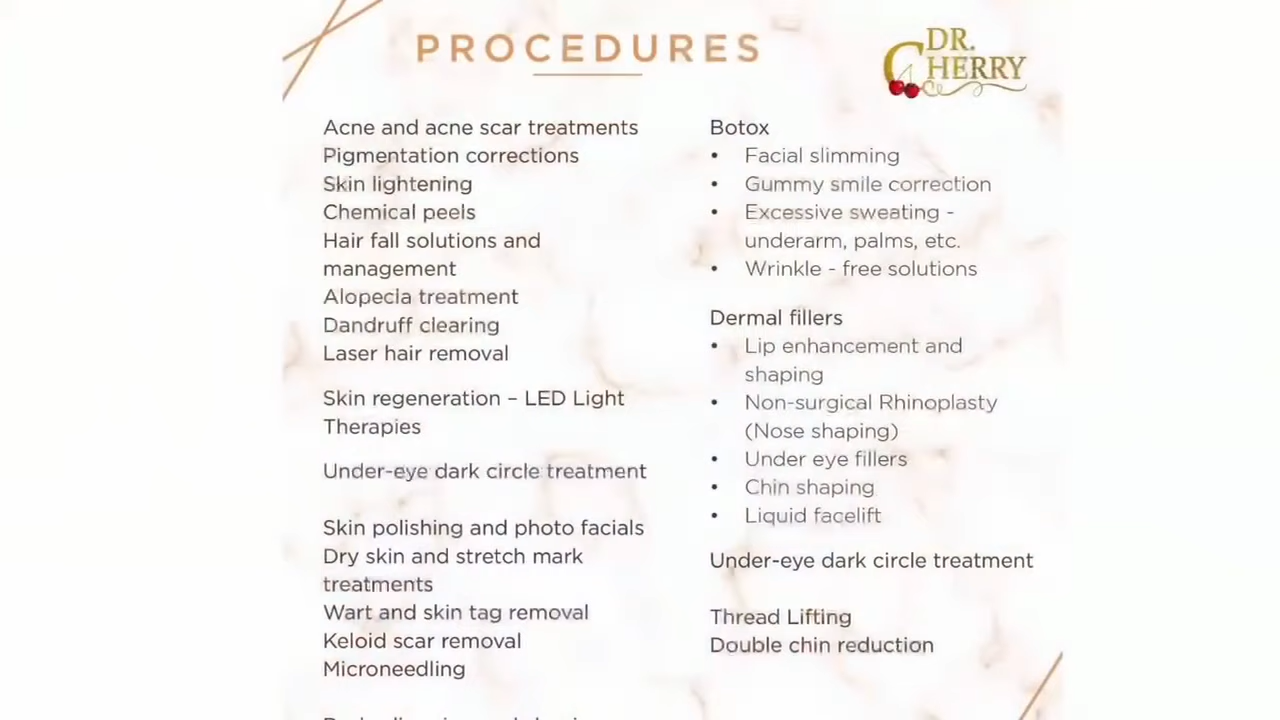 PROCEDURES
DR.
CHERRY
Acne and acne scar treatments
Pigmentation corrections
Skin lightening
Chemical peels
Hair fall solutions and
management
Alopecia treatment
Dandruff clearing
Laser hair removal
Skin regeneration – LED Light
Therapies
Under-eye dark circle treatment
Skin polishing and photo facials
Dry skin and stretch mark
treatments
Wart and skin tag removal
Keloid scar removal
Microneedling
Botox
• Facial slimming
• Gummy smile correction
• Excessive sweating -
underarm, palms, etc.
• Wrinkle - free solutions
Dermal fillers
• Lip enhancement and
shaping
• Non-surgical Rhinoplasty
(Nose shaping)
• Under eye fillers
• Chin shaping
• Liquid facelift
Under-eye dark circle treatment
Thread Lifting
Double chin reduction